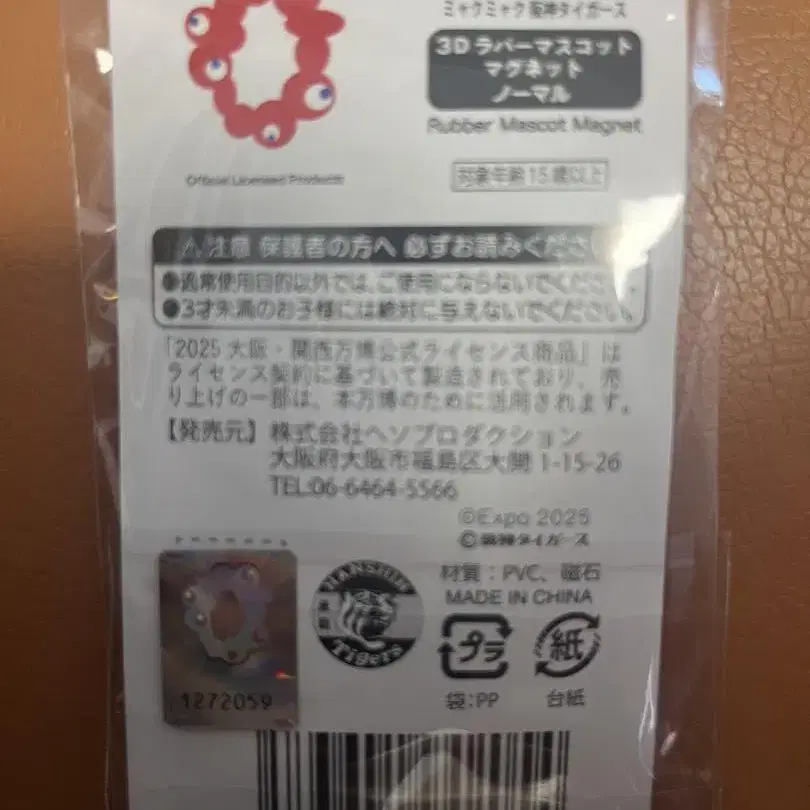 ミャクミャク 阪神タイガース
3Dラバーマスコット
マグネット
ノーマル
Rubber Mascot Magnet
Official Licensed Products
対象年齢15歳以上
⚠注意 保護者の方へ 必ずお読みくださ
●通常使用目的以外では、ご使用にならないでくださ
●3才未満のお子様には絶対に与えないでください。
「2025 大阪・関西万博公式ライセンス商品」は
ライセンス契約に基づいて製造されており、売
り上げの一部は、本万博のために活用されます。
【発売元】株式会社ヘソプロダクション
大阪府大阪市福島区大開 1-15-26
TEL:06-6464-5566
©Expo 2025
©阪神タイガース
材質：PVC、磁石
MADE IN CHINA
HANSHIN
Tigers
プラ
紙
袋:PP
台紙
1272059